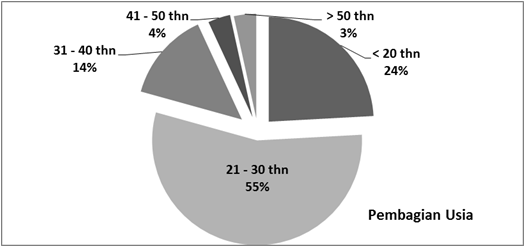 41 - 50 thn
4%
> 50 thn
3%
31 - 40 thn
14%
< 20 thn
24%
21 - 30 thn
55%
Pembagian Usia